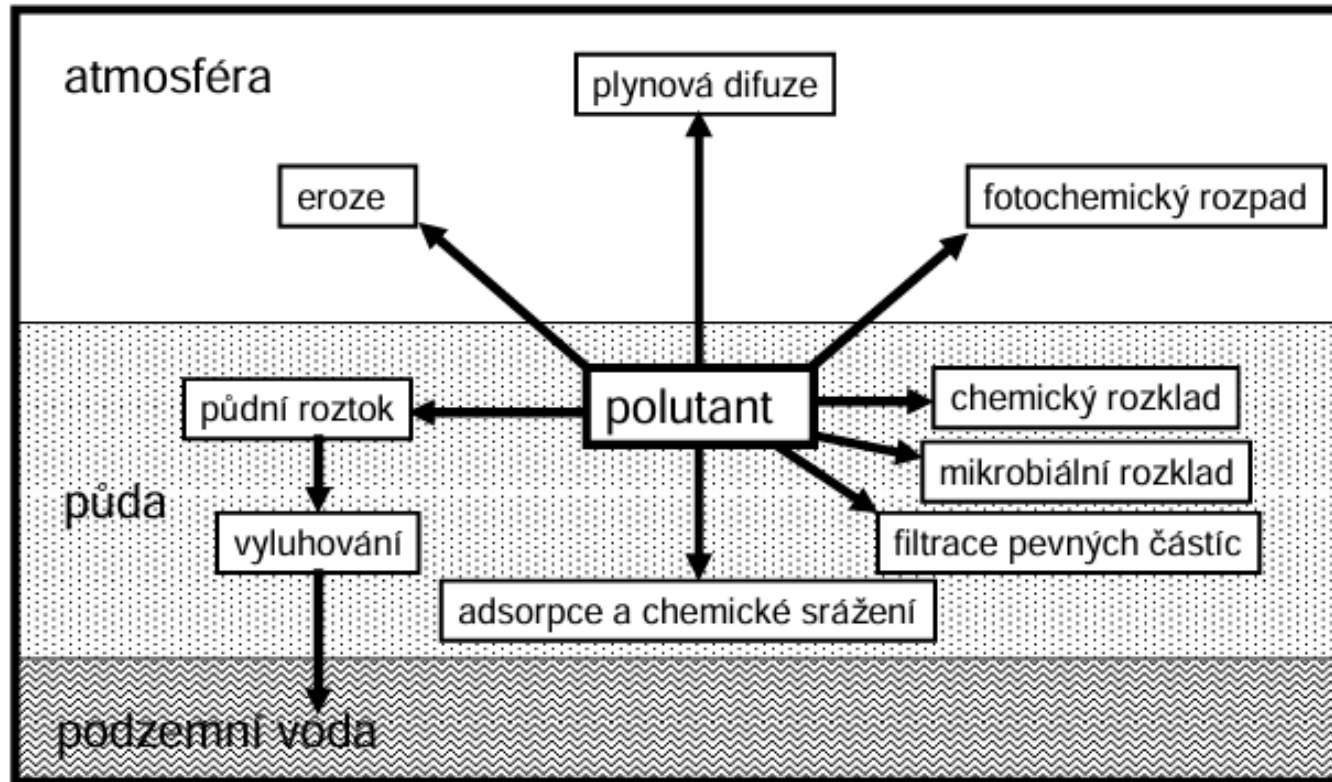 atmosféra
plynová difuze
eroze
fotochemický rozpad
polutant
půdní roztok
chemický rozklad
mikrobiální rozklad
půda
vyluhování
filtrace pevných částíc
adsorpce a chemické srážení
podzemní voda